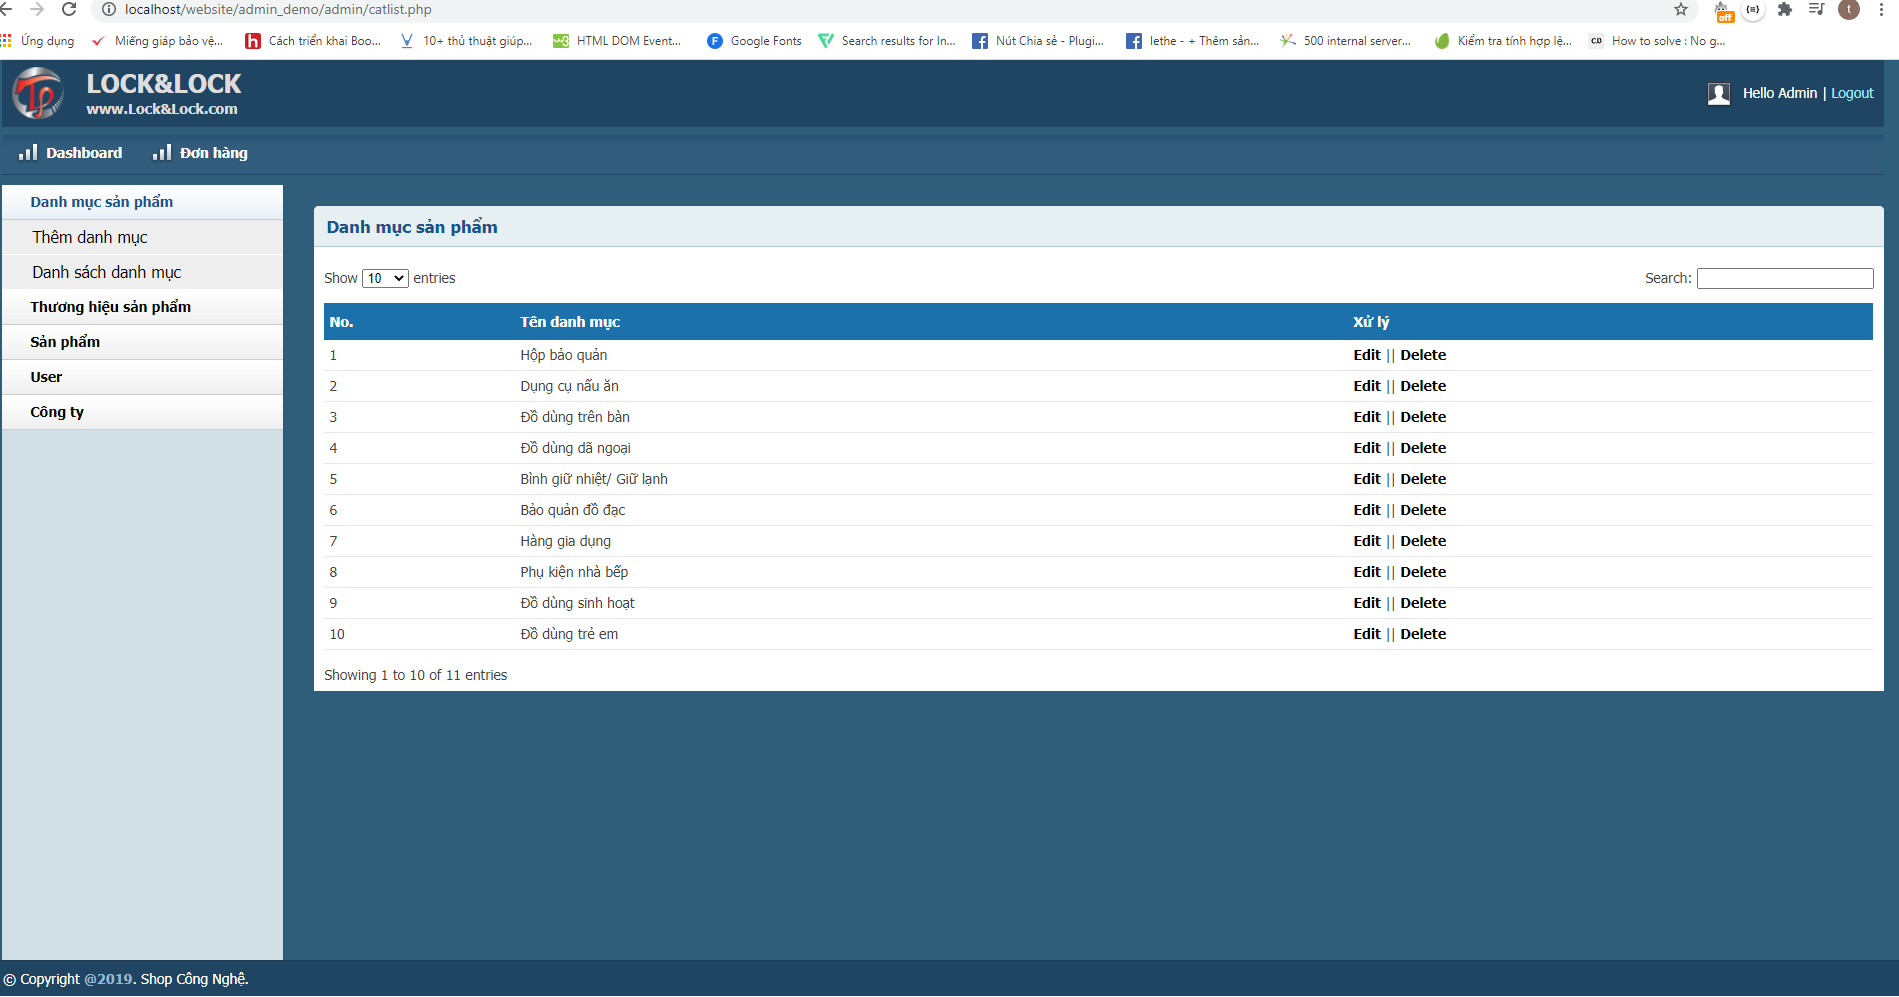 localhost/website/admin_demo/admin/catlist.php
off
t
Ứng dụng Miếng giáp bảo vệ... Cách triển khai Boo... 10+ thủ thuật giúp... HTML DOM Event... Google Fonts Search results for In... Nút Chia sẻ - Plugi... lethe - + Thêm sản... 500 internal server... Kiểm tra tính hợp lệ... How to solve : No g...
LOCK&LOCK
www.Lock&Lock.com
Hello Admin | Logout
Dashboard Đơn hàng
Danh mục sản phẩm
Thêm danh mục
Danh sách danh mục
Thương hiệu sản phẩm
Sản phẩm
User
Công ty
Danh mục sản phẩm
Show 10 entries Search:
No. Tên danh mục Xử lý
1 Hộp bảo quản Edit || Delete
2 Dụng cụ nấu ăn Edit || Delete
3 Đồ dùng trên bàn Edit || Delete
4 Đồ dùng dã ngoại Edit || Delete
5 Bình giữ nhiệt/ Giữ lạnh Edit || Delete
6 Bảo quản đồ đạc Edit || Delete
7 Hàng gia dụng Edit || Delete
8 Phụ kiện nhà bếp Edit || Delete
9 Đồ dùng sinh hoạt Edit || Delete
10 Đồ dùng trẻ em Edit || Delete
Showing 1 to 10 of 11 entries
© Copyright @2019. Shop Công Nghệ.